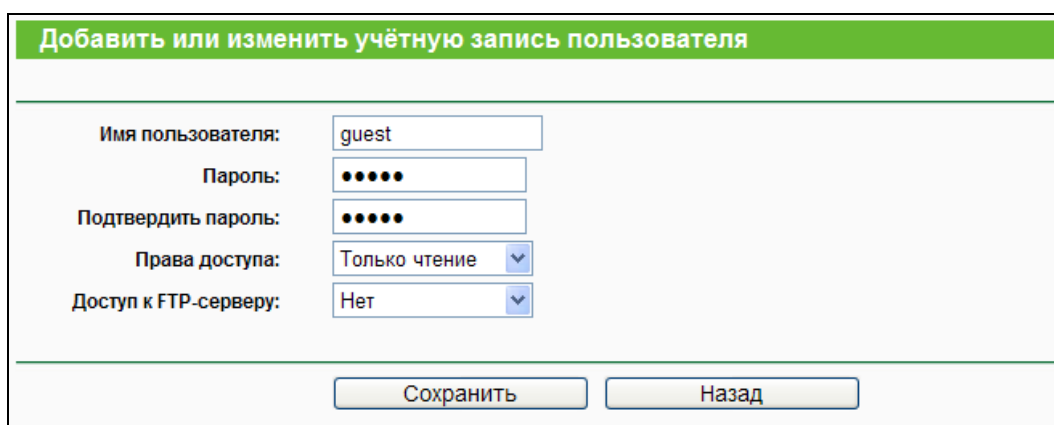 Добавить или изменить учётную запись пользователя
Имя пользователя: guest
Пароль: ●●●●●
Подтвердить пароль: ●●●●●
Права доступа: Только чтение
Доступ к FTP-серверу: Нет
Сохранить Назад